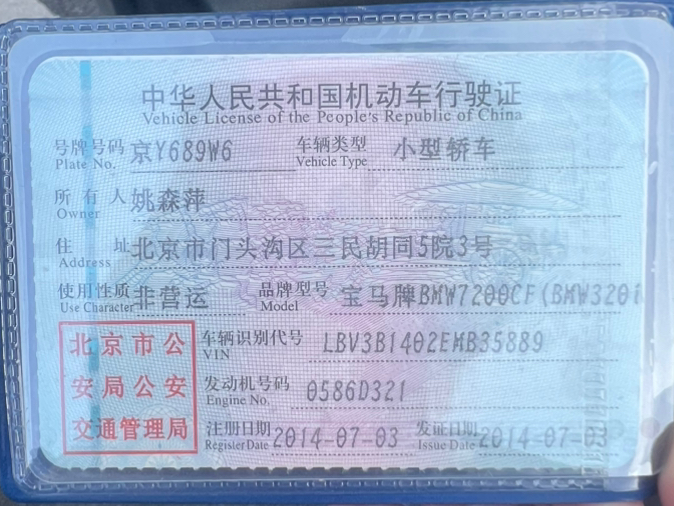 中华人民共和国机动车行驶证
Vehicle License of the People's Republic of China
号牌号码 京Y689W6 车辆类型 小型轿车
Plate No. Vehicle Type
所有人 姚森萍
Owner
住址 北京市门头沟区三民胡同5院3号
Address
使用性质 非营运 品牌型号 宝马牌BMW7200CF(BMW320i
Use Character Model
北京市公 车辆识别代号 LBV3B1402EMB35889
VIN
安局公安 发动机号码 0586D321
Engine No.
交通管理局 注册日期 2014-07-03 发证日期 2014-07-03
Register Date Issue Date